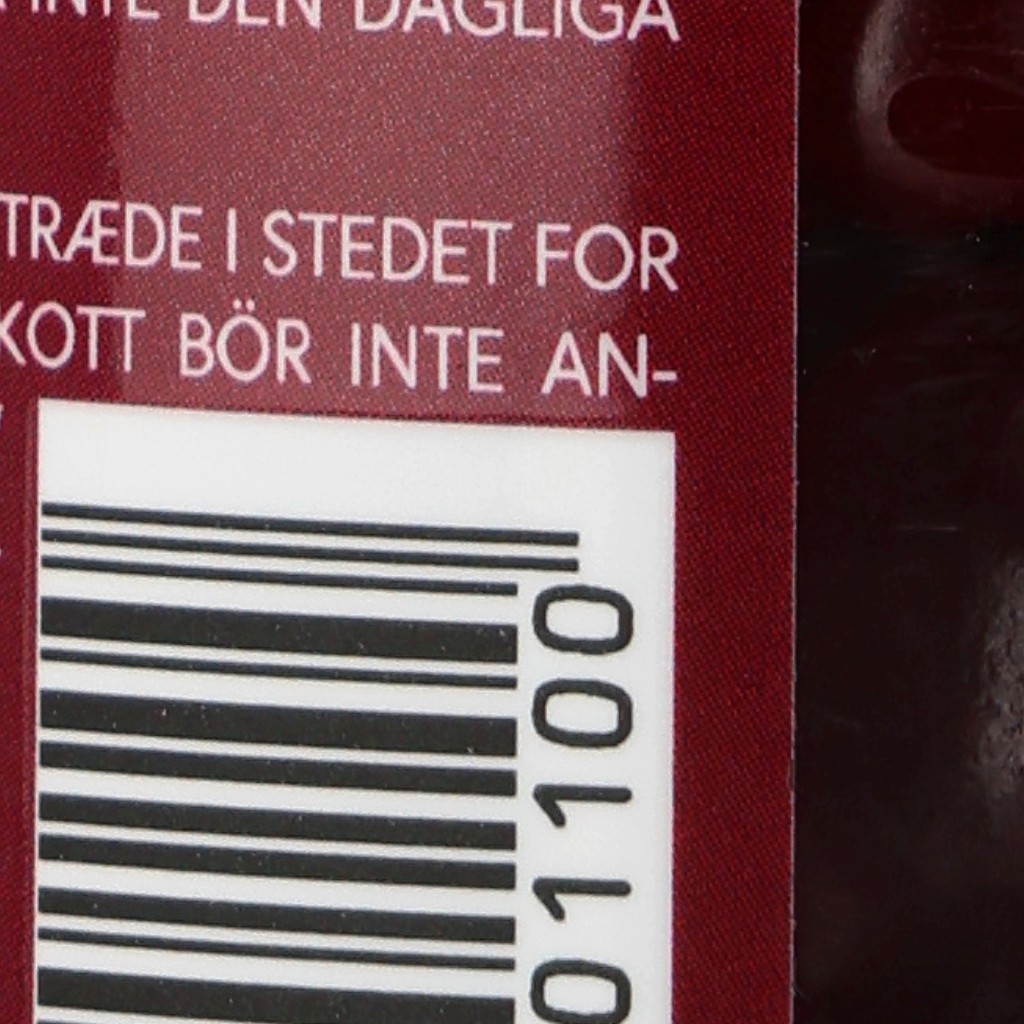 INTE DEN DAGLIGA
TRÆDE I STEDET FOR
KOTT BÖR INTE AN-
01100